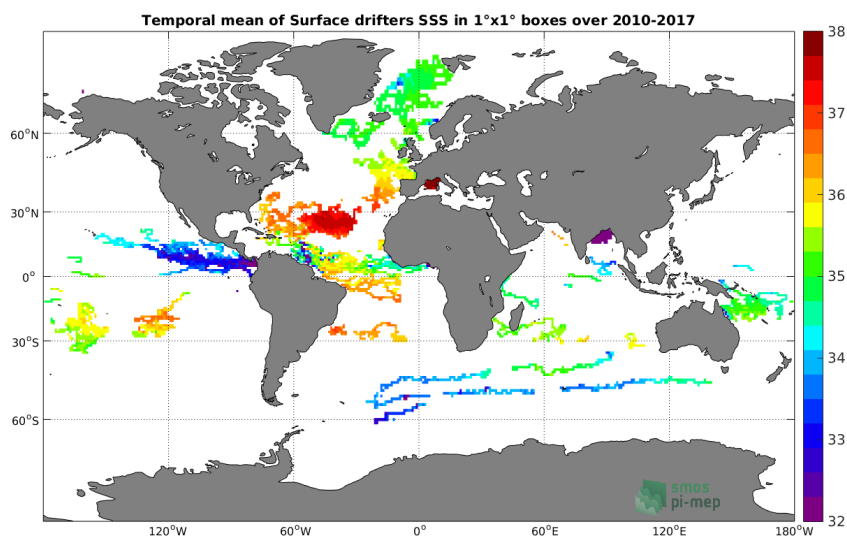 Temporal mean of Surface drifters SSS in 1°x1° boxes over 2010-2017
38
37
36
35
34
33
32
60°N
30°N
0°
30°S
60°S
120°W
60°W
0°
60°E
120°E
180°W
smos
pi-mep